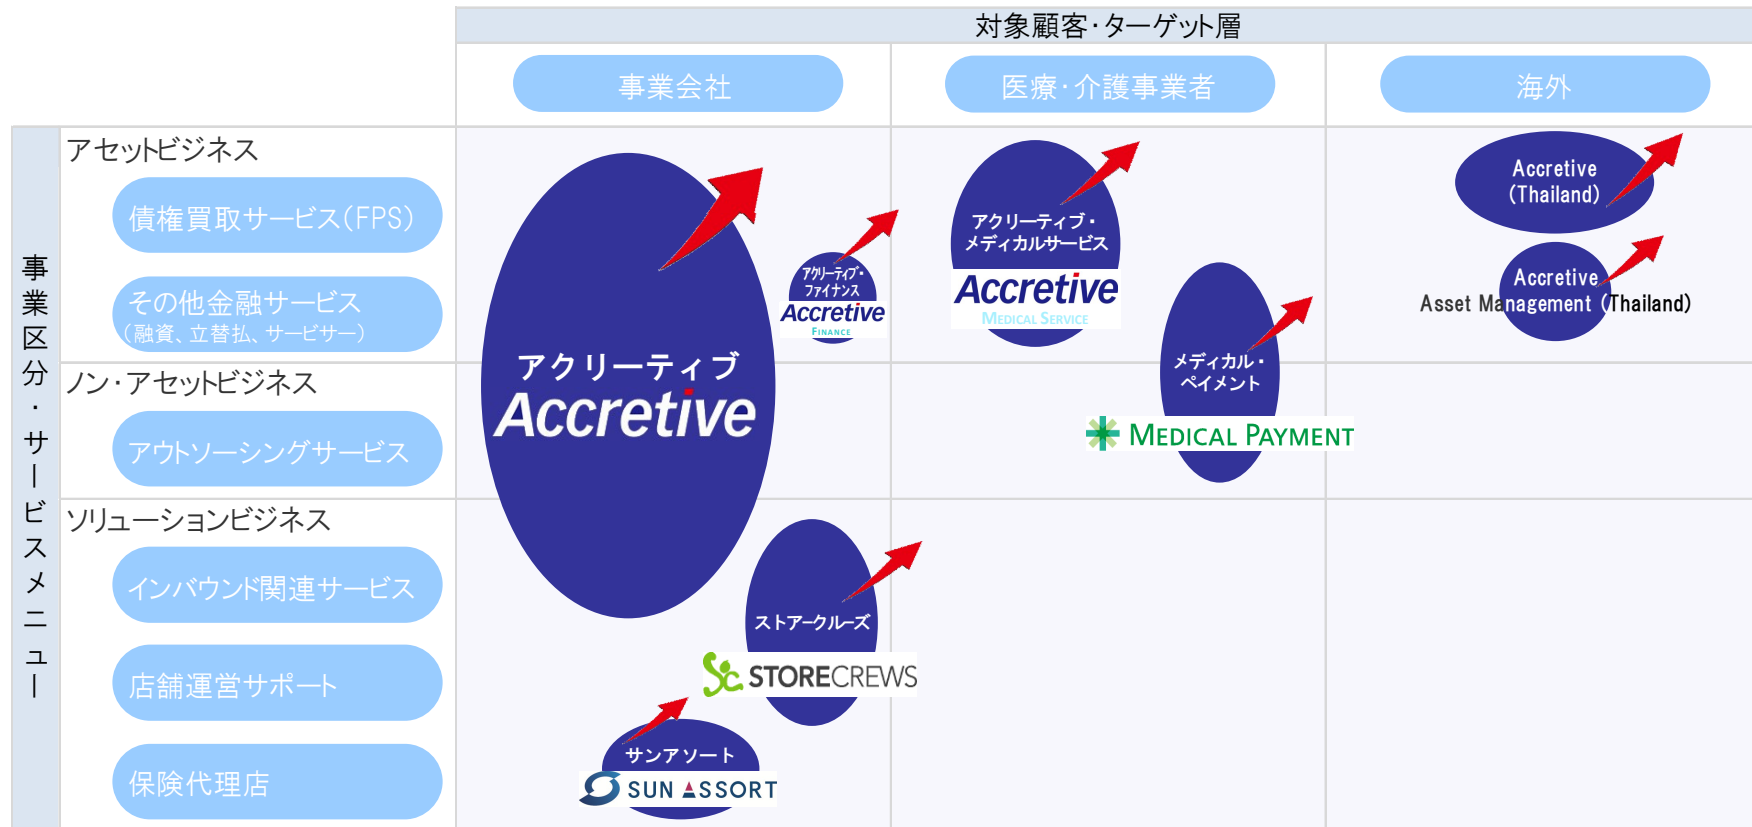 対象顧客・ターゲット層
事業会社
医療・介護事業者
海外
事業区分・サービスメニュー
アセットビジネス
債権買取サービス(FPS)
その他金融サービス
(融資、立替払、サービサー)
ノン・アセットビジネス
アウトソーシングサービス
ソリューションビジネス
インバウンド関連サービス
店舗運営サポート
保険代理店
アクリーティブ
Accretive
アクリーティブ・
ファイナンス
Accretive
FINANCE
アクリーティブ・
メディカルサービス
Accretive
MEDICAL SERVICE
メディカル・
ペイメント
MEDICAL PAYMENT
Accretive
(Thailand)
Accretive
Asset Management (Thailand)
ストアークルーズ
STORECREWS
サンアソート
SUN ASSORT